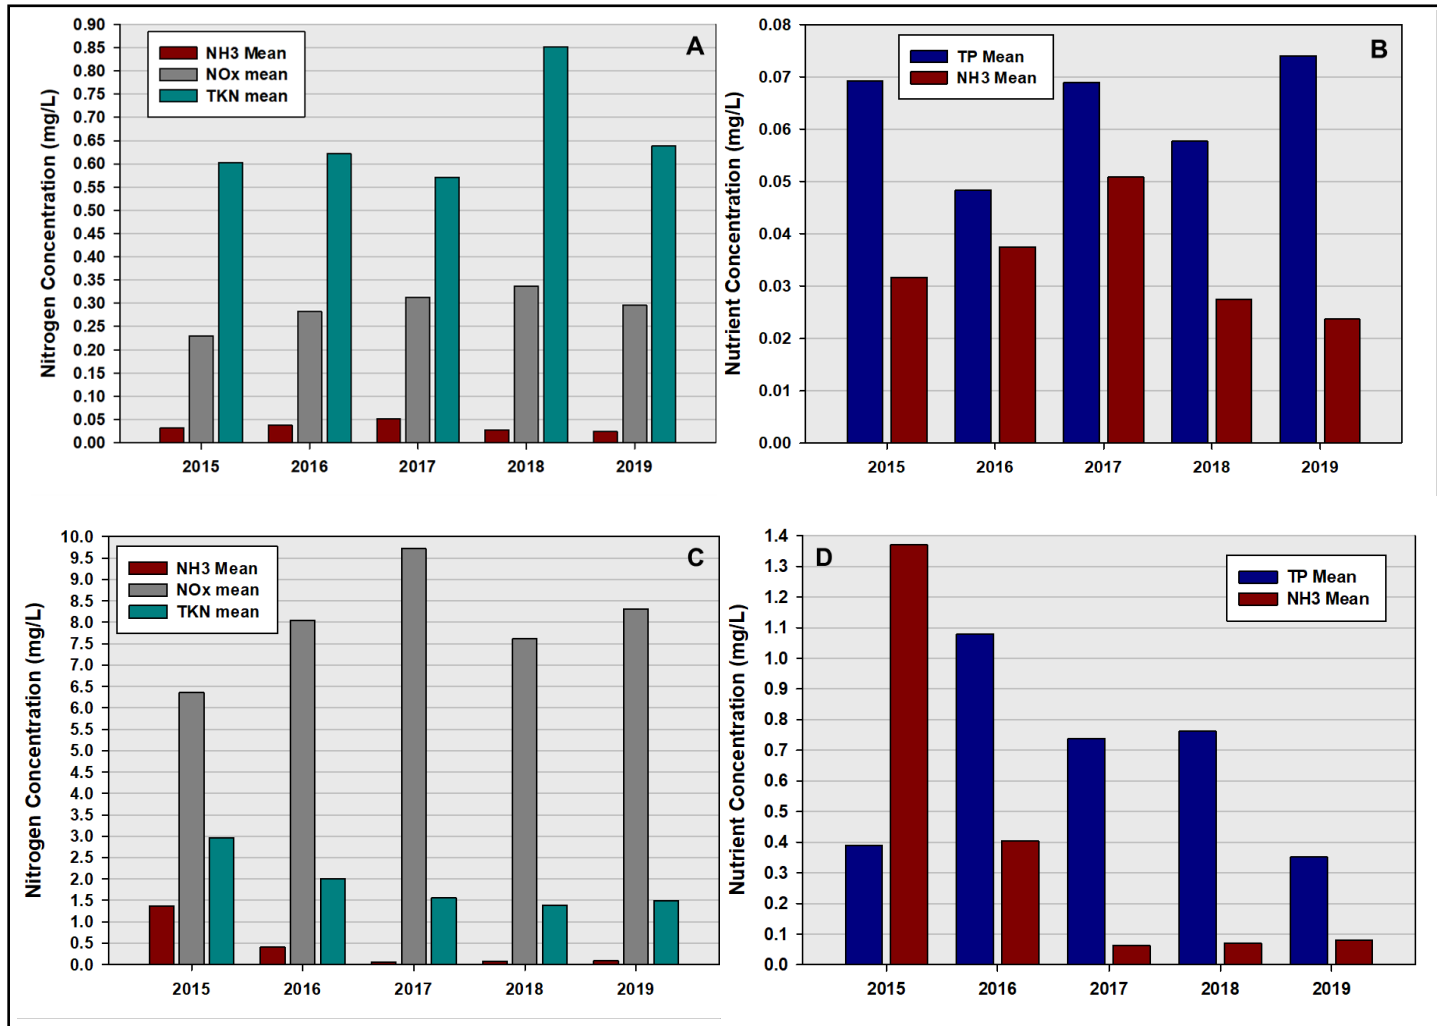 A
NH3 Mean
NOx mean
TKN mean
Nitrogen Concentration (mg/L)
0.90
0.85
0.80
0.75
0.70
0.65
0.60
0.55
0.50
0.45
0.40
0.35
0.30
0.25
0.20
0.15
0.10
0.05
0.00
2015 2016 2017 2018 2019
B
TP Mean
NH3 Mean
Nutrient Concentration (mg/L)
0.08
0.07
0.06
0.05
0.04
0.03
0.02
0.01
0.00
2015 2016 2017 2018 2019
C
NH3 Mean
NOx mean
TKN mean
Nitrogen Concentration (mg/L)
10.0
9.5
9.0
8.5
8.0
7.5
7.0
6.5
6.0
5.5
5.0
4.5
4.0
3.5
3.0
2.5
2.0
1.5
1.0
0.5
0.0
2015 2016 2017 2018 2019
D
TP Mean
NH3 Mean
Nutrient Concentration (mg/L)
1.4
1.3
1.2
1.1
1.0
0.9
0.8
0.7
0.6
0.5
0.4
0.3
0.2
0.1
0.0
2015 2016 2017 2018 2019